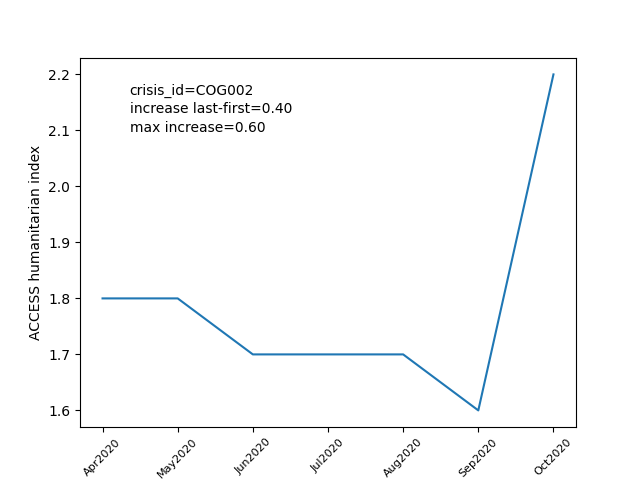 crisis_id=COG002
increase last-first=0.40
max increase=0.60
ACCESS humanitarian index
2.2
2.1
2.0
1.9
1.8
1.7
1.6
Apr2020
May2020
Jun2020
Jul2020
Aug2020
Sep2020
Oct2020